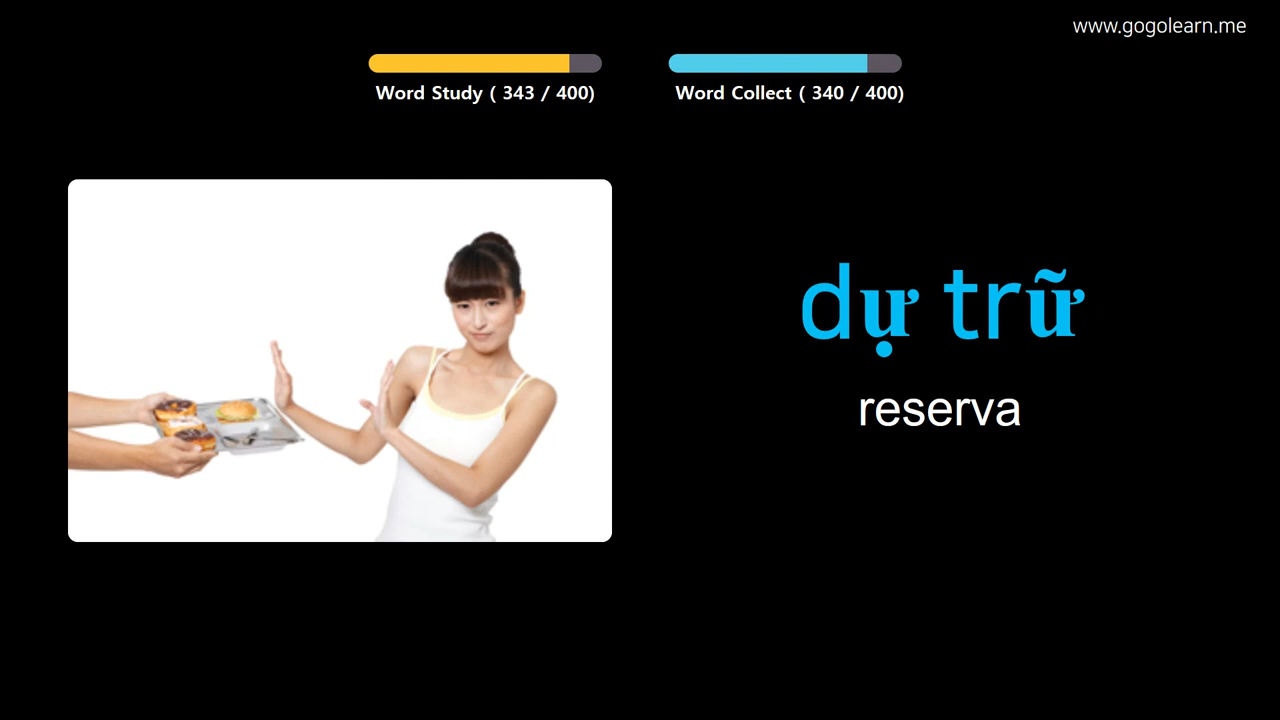 www.gogolearn.me
Word Study ( 343 / 400)
Word Collect ( 340 / 400)
dự trữ
reserva